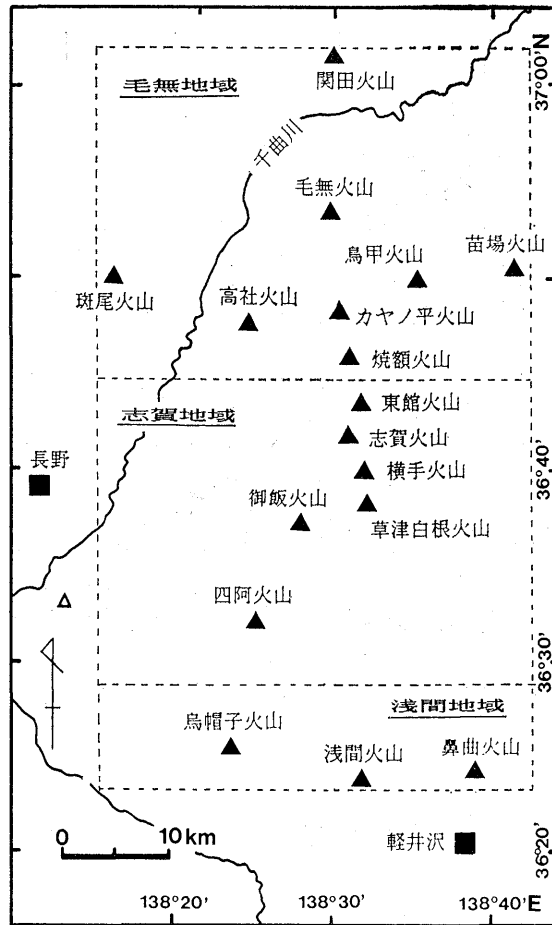 37°00'N
毛無地域
関田火山
千曲川
毛無火山
鳥甲火山
苗場火山
斑尾火山
高社火山
カヤノ平火山
焼額火山
東館火山
志賀地域
志賀火山
長野
横手火山
36°40'
御飯火山
草津白根火山
四阿火山
36°30'
浅間地域
烏帽子火山
浅間火山
鼻曲火山
軽井沢
0 10km
36°20'
138°20' 138°30' 138°40'E